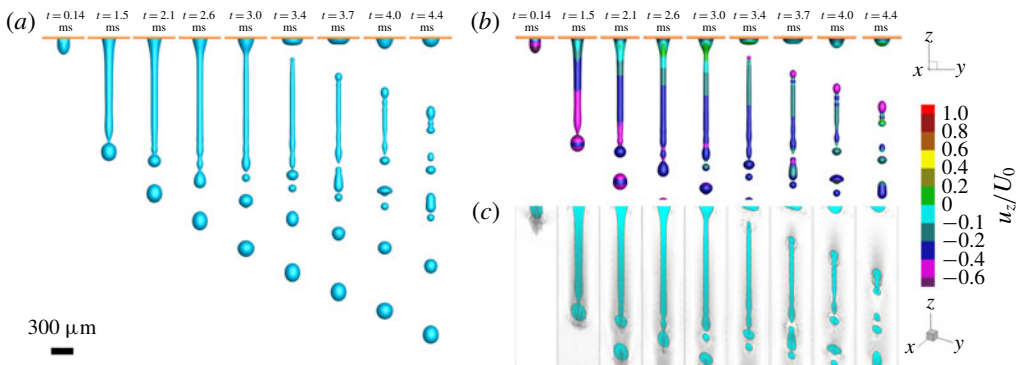 (a)
t = 0.14 t = 1.5 t = 2.1 t = 2.6 t = 3.0 t = 3.4 t = 3.7 t = 4.0 t = 4.4
ms ms ms ms ms ms ms ms ms
300 μm
(b)
t = 0.14 t = 1.5 t = 2.1 t = 2.6 t = 3.0 t = 3.4 t = 3.7 t = 4.0 t = 4.4
ms ms ms ms ms ms ms ms ms
z
x y
1.0
0.8
0.6
0.4
0.2
0
−0.1
−0.2
−0.4
−0.6
u_z/U_0
(c)
z
x y